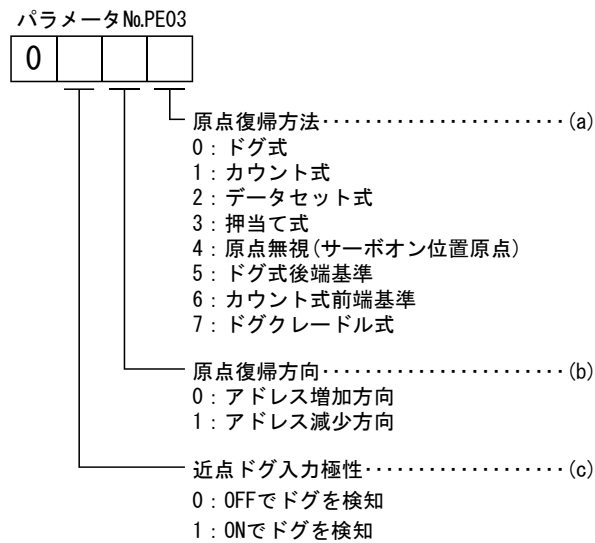 パラメータNo.PE03
0
原点復帰方法・・・・・・・・・・・・・・・・・・・・・・(a)
0：ドグ式
1：カウント式
2：データセット式
3：押当て式
4：原点無視(サーボオン位置原点)
5：ドグ式後端基準
6：カウント式前端基準
7：ドグクレードル式
原点復帰方向・・・・・・・・・・・・・・・・・・・・・・(b)
0：アドレス増加方向
1：アドレス減少方向
近点ドグ入力極性・・・・・・・・・・・・・・・・・・(c)
0：OFFでドグを検知
1：ONでドグを検知